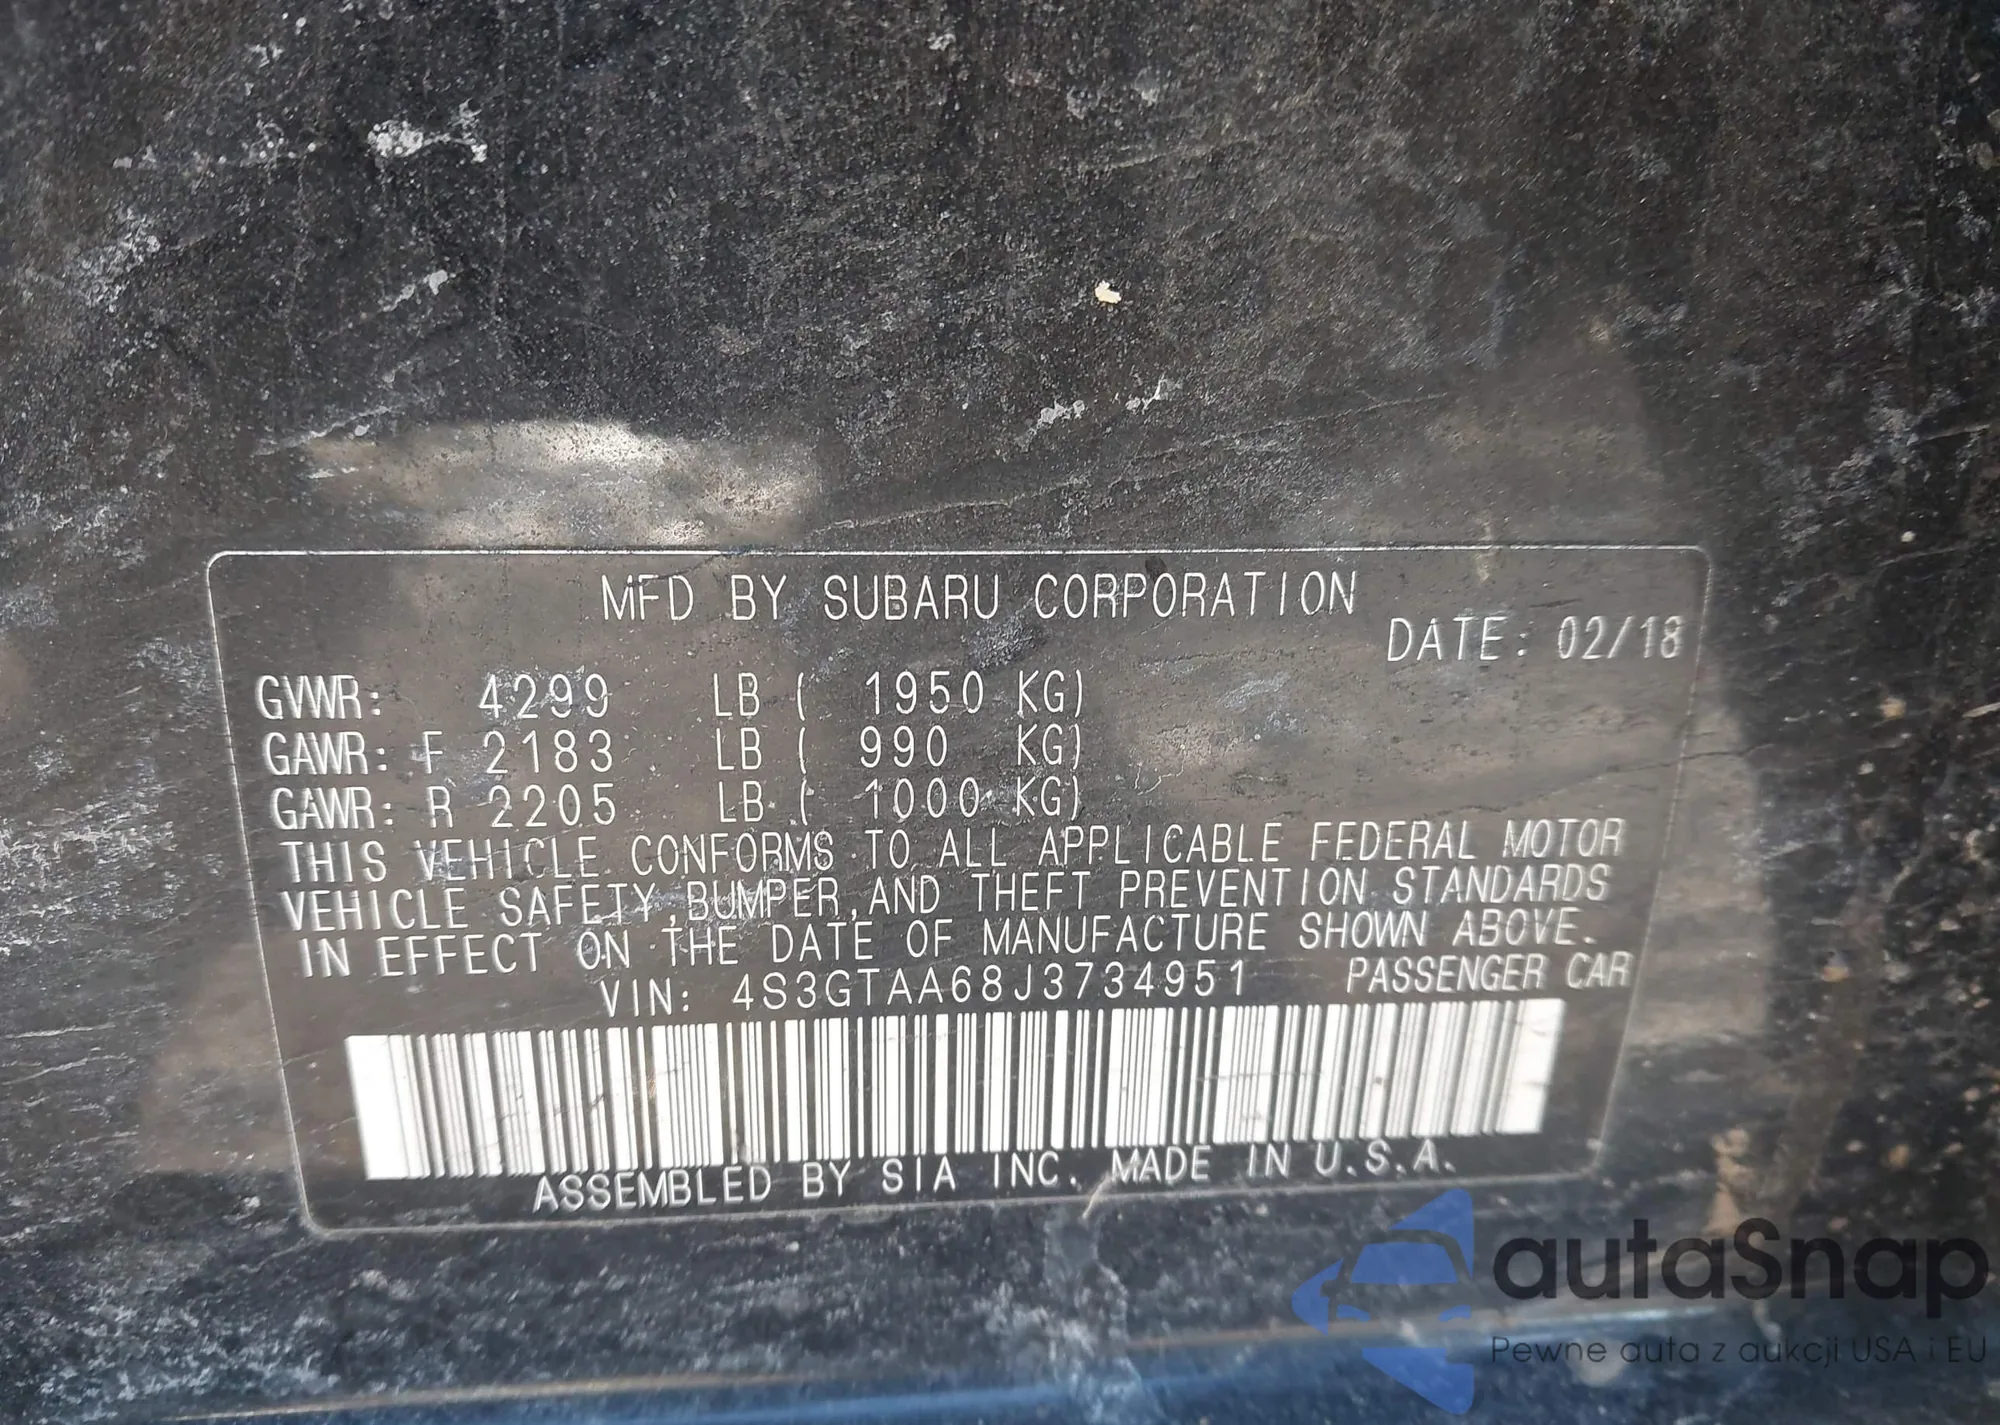 MFD BY SUBARU CORPORATION
DATE: 02/18
GVWR: 4299 LB ( 1950 KG)
GAWR: F 2183 LB ( 990 KG)
GAWR: R 2205 LB ( 1000 KG)
THIS VEHICLE CONFORMS TO ALL APPLICABLE FEDERAL MOTOR
VEHICLE SAFETY, BUMPER, AND THEFT PREVENTION STANDARDS
IN EFFECT ON THE DATE OF MANUFACTURE SHOWN ABOVE.
VIN: 4S3GTAA68J3734951 PASSENGER CAR
ASSEMBLED BY SIA INC. MADE IN U.S.A.
autaSnap
Pewne auta z aukcji USA i EU